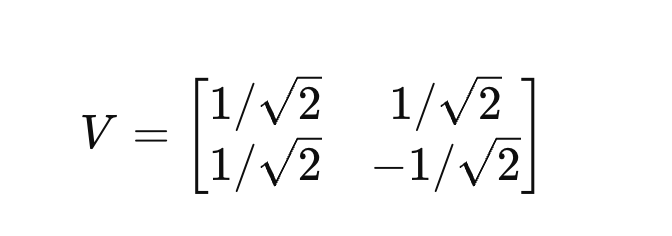 V = [1/√2 1/√2
1/√2 −1/√2]